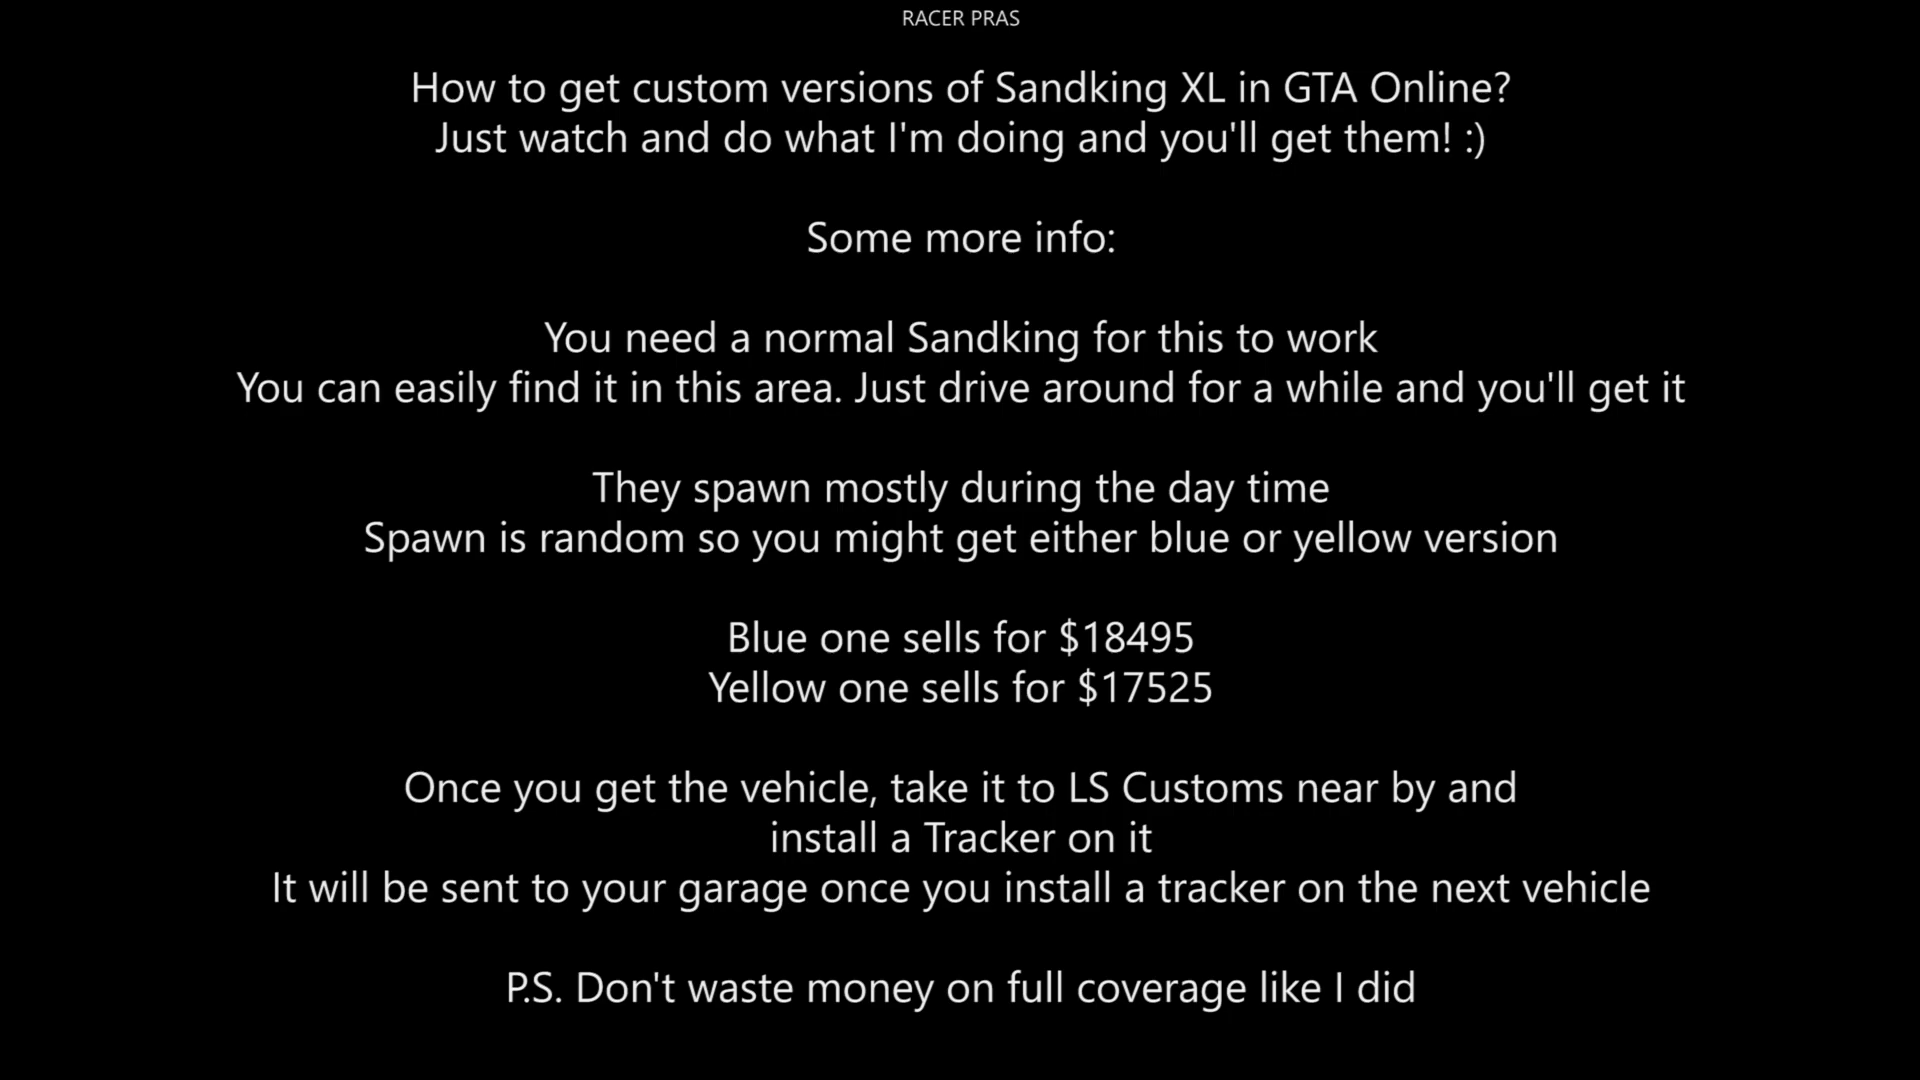 RACER PRAS
How to get custom versions of Sandking XL in GTA Online?
Just watch and do what I'm doing and you'll get them! :)
Some more info:
You need a normal Sandking for this to work
You can easily find it in this area. Just drive around for a while and you'll get it
They spawn mostly during the day time
Spawn is random so you might get either blue or yellow version
Blue one sells for $18495
Yellow one sells for $17525
Once you get the vehicle, take it to LS Customs near by and
install a Tracker on it
It will be sent to your garage once you install a tracker on the next vehicle
P.S. Don't waste money on full coverage like I did